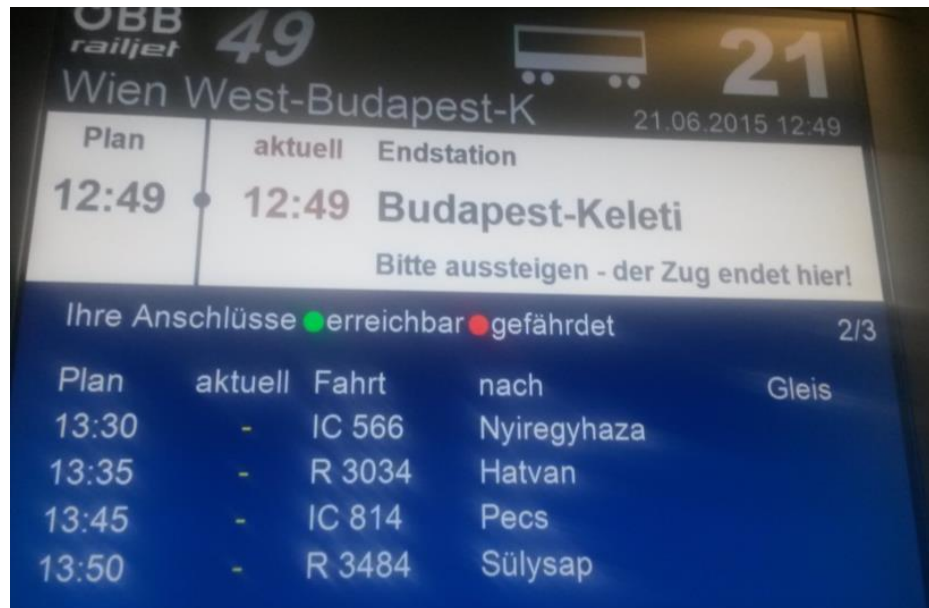 ÖBB
railjet 49 21
Wien West-Budapest-K 21.06.2015 12:49
Plan aktuell Endstation
12:49 12:49 Budapest-Keleti
Bitte aussteigen - der Zug endet hier!
Ihre Anschlüsse erreichbar gefährdet 2/3
Plan aktuell Fahrt nach Gleis
13:30 - IC 566 Nyiregyhaza
13:35 - R 3034 Hatvan
13:45 - IC 814 Pecs
13:50 - R 3484 Sülysap